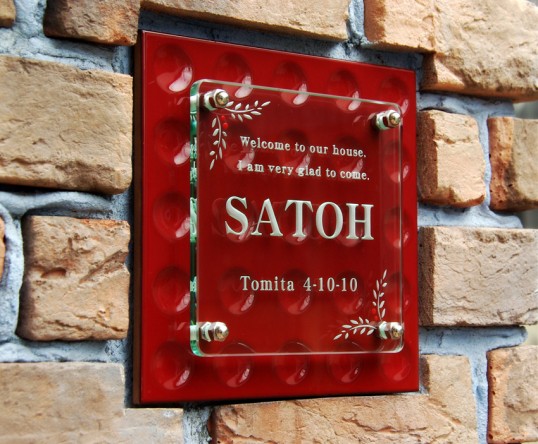 Welcome to our house.
I am very glad to come.
SATOH
Tomita 4-10-10